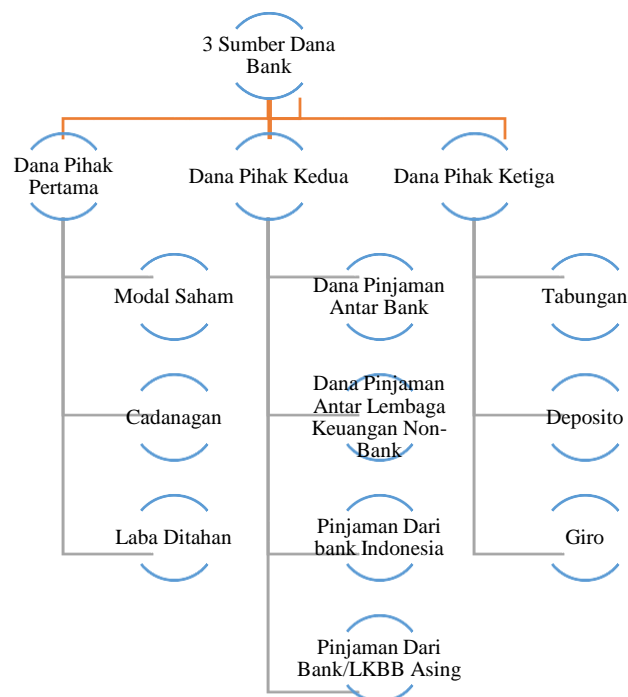 3 Sumber Dana
Bank
Dana Pihak
Pertama
Dana Pihak Kedua
Dana Pihak Ketiga
Modal Saham
Cadanagan
Laba Ditahan
Dana Pinjaman
Antar Bank
Dana Pinjaman
Antar Lembaga
Keuangan Non-
Bank
Pinjaman Dari
bank Indonesia
Pinjaman Dari
Bank/LKBB Asing
Tabungan
Deposito
Giro